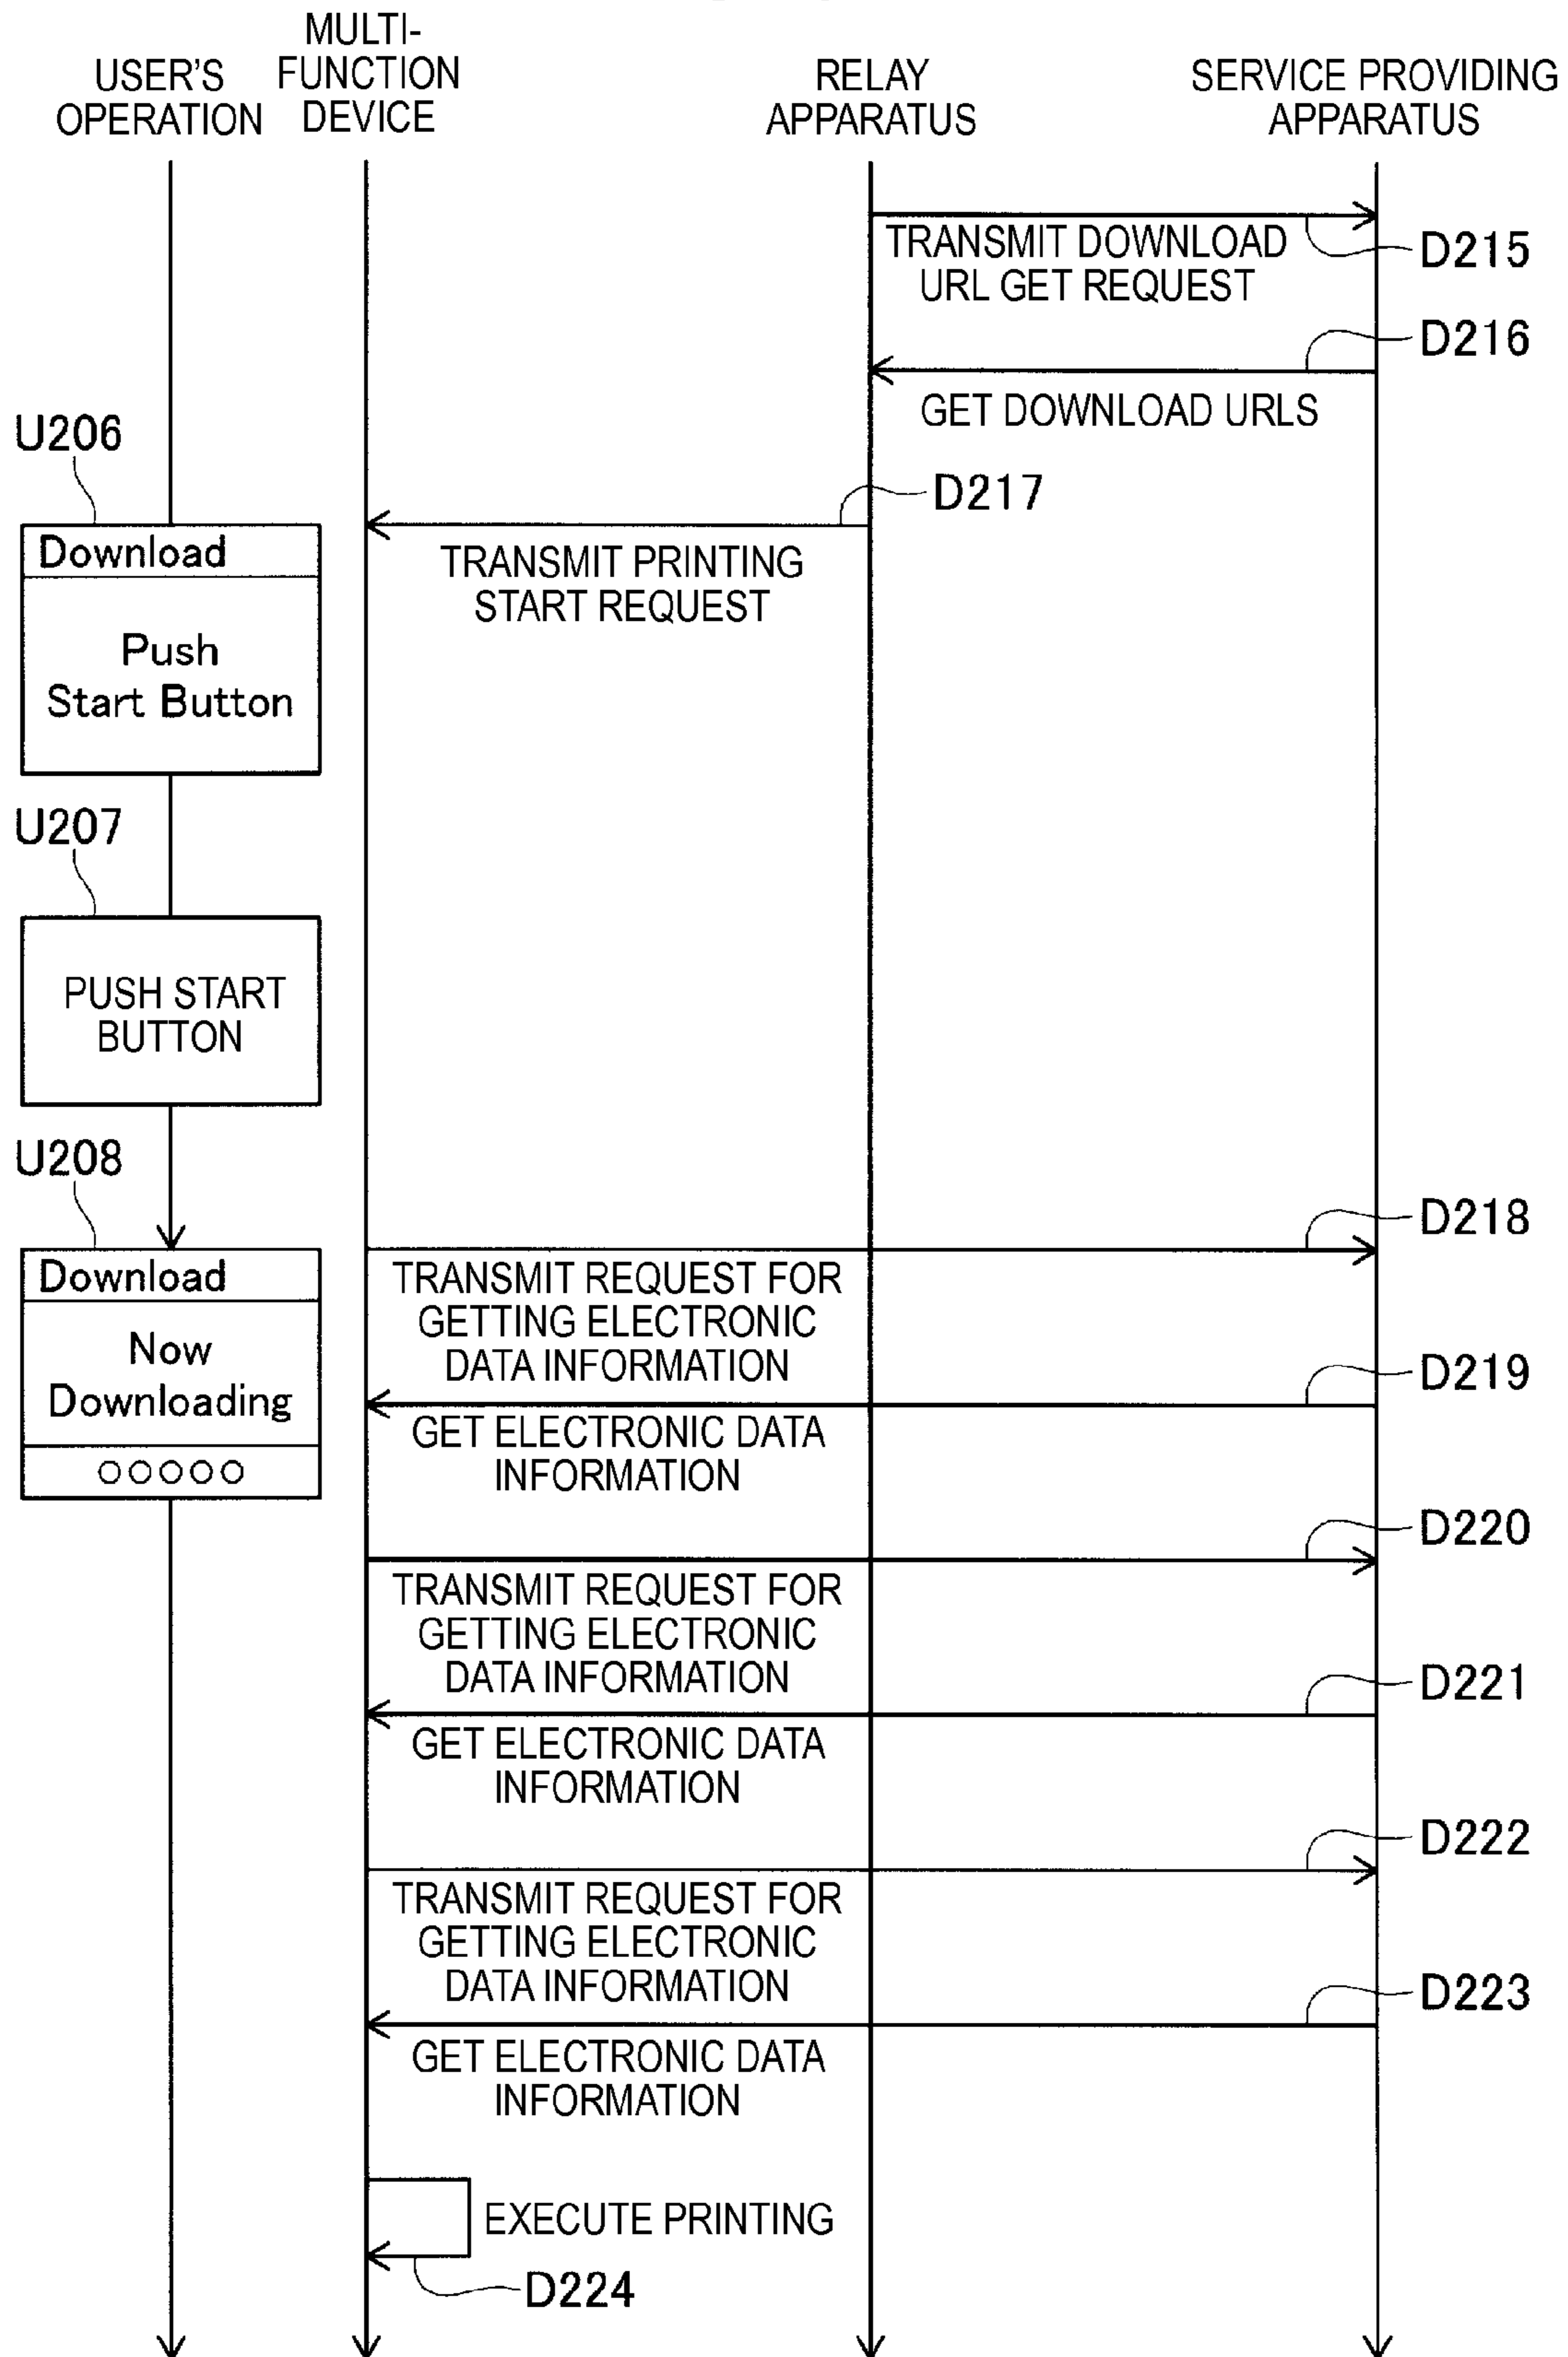 USER'S
OPERATION
MULTI-
FUNCTION
DEVICE
RELAY
APPARATUS
SERVICE PROVIDING
APPARATUS
TRANSMIT DOWNLOAD
URL GET REQUEST
D215
D216
GET DOWNLOAD URLS
U206
D217
Download
Push
Start Button
TRANSMIT PRINTING
START REQUEST
U207
PUSH START
BUTTON
U208
D218
Download
Now
Downloading
○○○○○
TRANSMIT REQUEST FOR
GETTING ELECTRONIC
DATA INFORMATION
D219
GET ELECTRONIC DATA
INFORMATION
D220
TRANSMIT REQUEST FOR
GETTING ELECTRONIC
DATA INFORMATION
D221
GET ELECTRONIC DATA
INFORMATION
D222
TRANSMIT REQUEST FOR
GETTING ELECTRONIC
DATA INFORMATION
D223
GET ELECTRONIC DATA
INFORMATION
EXECUTE PRINTING
D224